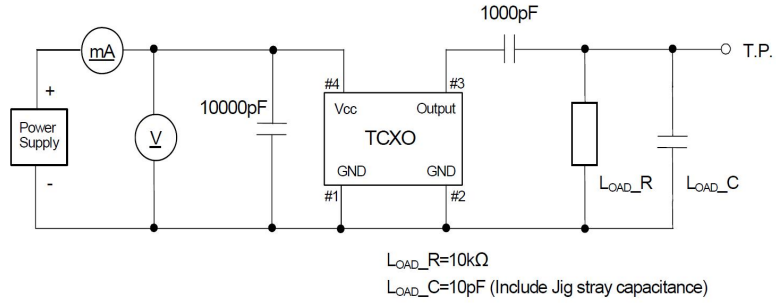 1000pF
mA
T.P.
#4
#3
+
10000pF
Vcc
Output
Power
Supply
V
TCXO
GND
GND
-
#1
#2
LOAD_R
LOAD_C
LOAD_R=10kΩ
LOAD_C=10pF (Include Jig stray capacitance)